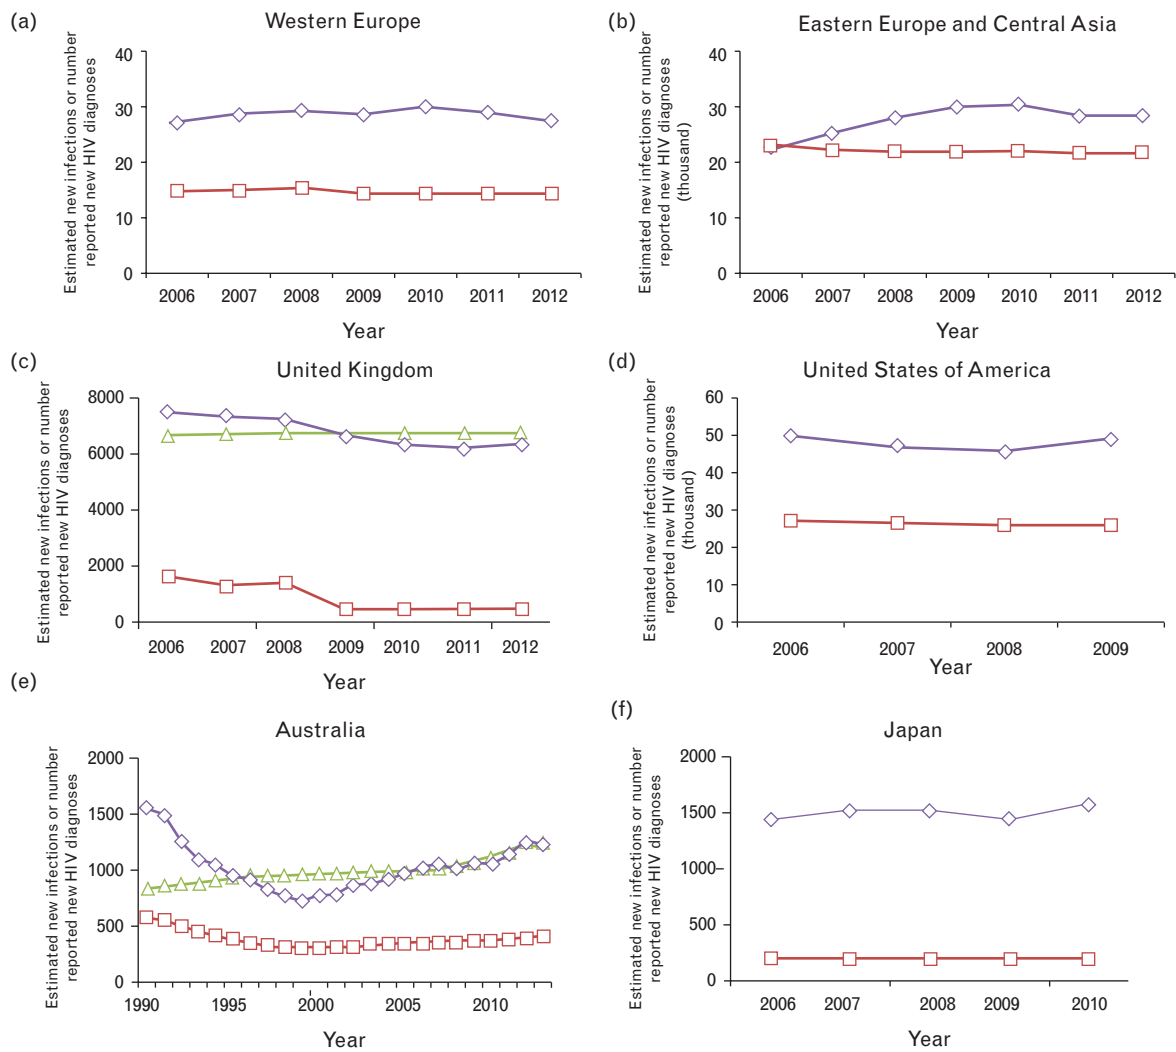 (a)
Western Europe
Estimated new infections or number
reported new HIV diagnoses
40
30
20
10
0
2006 2007 2008 2009 2010 2011 2012
Year
(b)
Eastern Europe and Central Asia
Estimated new infections or number
reported new HIV diagnoses
(thousand)
40
30
20
10
0
2006 2007 2008 2009 2010 2011 2012
Year
(c)
United Kingdom
Estimated new infections or number
reported new HIV diagnoses
8000
6000
4000
2000
0
2006 2007 2008 2009 2010 2011 2012
Year
(d)
United States of America
Estimated new infections or number
reported new HIV diagnoses
(thousand)
60
50
40
30
20
10
0
2006 2007 2008 2009
Year
(e)
Australia
Estimated new infections or number
reported new HIV diagnoses
2000
1500
1000
500
0
1990 1995 2000 2005 2010
Year
(f)
Japan
Estimated new infections or number
reported new HIV diagnoses
2000
1500
1000
500
0
2006 2007 2008 2009 2010
Year